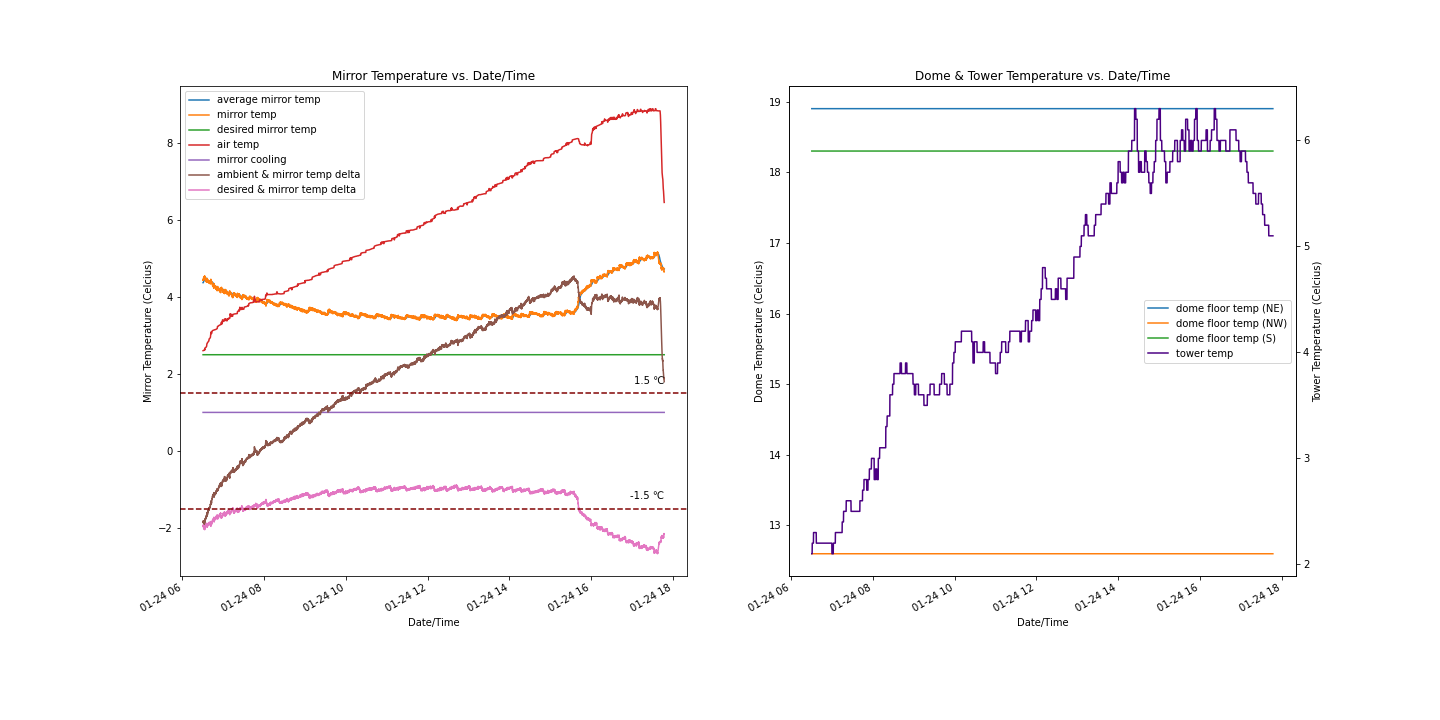 Mirror Temperature vs. Date/Time
average mirror temp
mirror temp
desired mirror temp
air temp
mirror cooling
ambient & mirror temp delta
desired & mirror temp delta
8
6
4
2
0
−2
Mirror Temperature (Celcius)
1.5 °C
-1.5 °C
01-24 06
01-24 08
01-24 10
01-24 12
01-24 14
01-24 16
01-24 18
Date/Time
Dome & Tower Temperature vs. Date/Time
19
18
17
16
15
14
13
Dome Temperature (Celcius)
dome floor temp (NE)
dome floor temp (NW)
dome floor temp (S)
tower temp
6
5
4
3
2
Tower Temperature (Celcius)
01-24 06
01-24 08
01-24 10
01-24 12
01-24 14
01-24 16
01-24 18
Date/Time